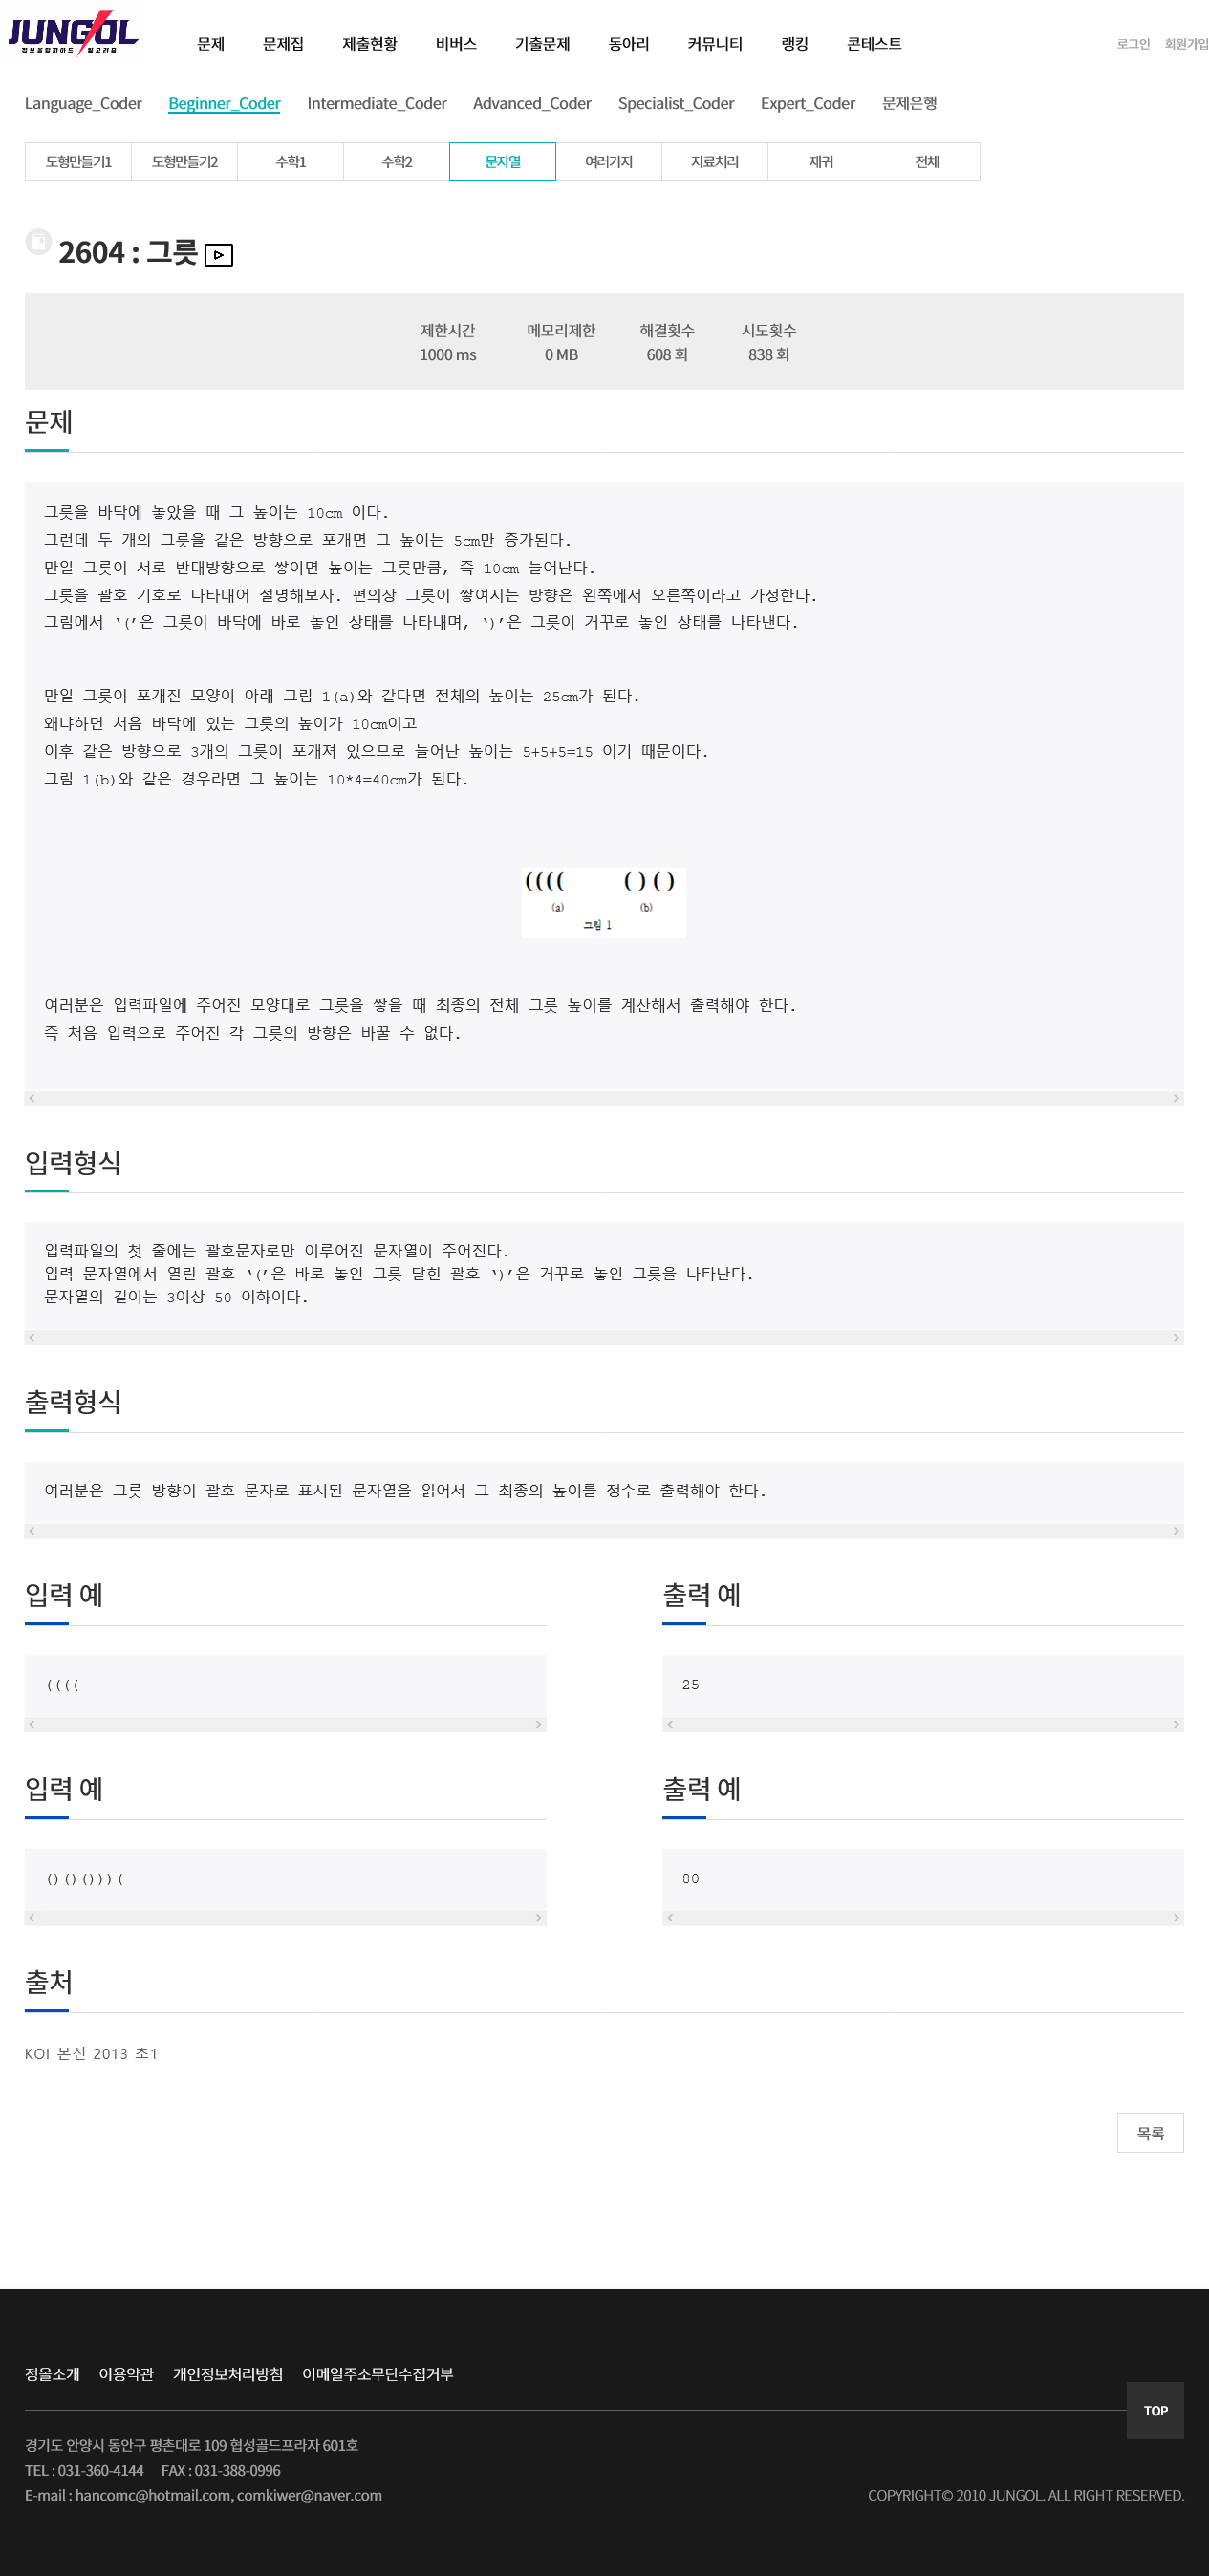 JUNGOL
정보올림피아드 알고리즘
문제 문제집 제출현황 비버스 기출문제 동아리 커뮤니티 랭킹 콘테스트 로그인 회원가입
Language_Coder Beginner_Coder Intermediate_Coder Advanced_Coder Specialist_Coder Expert_Coder 문제은행
도형만들기1 도형만들기2 수학1 수학2 문자열 여러가지 자료처리 재귀 전체
2604 : 그릇
제한시간 메모리제한 해결횟수 시도횟수
1000 ms 0 MB 608 회 838 회
문제
그릇을 바닥에 놓았을 때 그 높이는 10cm 이다.
그런데 두 개의 그릇을 같은 방향으로 포개면 그 높이는 5cm만 증가된다.
만일 그릇이 서로 반대방향으로 쌓이면 높이는 그릇만큼, 즉 10cm 늘어난다.
그릇을 괄호 기호로 나타내어 설명해보자. 편의상 그릇이 쌓여지는 방향은 왼쪽에서 오른쪽이라고 가정한다.
그림에서 ‘(’은 그릇이 바닥에 바로 놓인 상태를 나타내며, ‘)’은 그릇이 거꾸로 놓인 상태를 나타낸다.
만일 그릇이 포개진 모양이 아래 그림 1(a)와 같다면 전체의 높이는 25cm가 된다.
왜냐하면 처음 바닥에 있는 그릇의 높이가 10cm이고
이후 같은 방향으로 3개의 그릇이 포개져 있으므로 늘어난 높이는 5+5+5=15 이기 때문이다.
그림 1(b)와 같은 경우라면 그 높이는 10*4=40cm가 된다.
(((( ()()
(a) (b)
그림 1
여러분은 입력파일에 주어진 모양대로 그릇을 쌓을 때 최종의 전체 그릇 높이를 계산해서 출력해야 한다.
즉 처음 입력으로 주어진 각 그릇의 방향은 바꿀 수 없다.
입력형식
입력파일의 첫 줄에는 괄호문자로만 이루어진 문자열이 주어진다.
입력 문자열에서 열린 괄호 ‘(’은 바로 놓인 그릇 닫힌 괄호 ‘)’은 거꾸로 놓인 그릇을 나타난다.
문자열의 길이는 3이상 50 이하이다.
출력형식
여러분은 그릇 방향이 괄호 문자로 표시된 문자열을 읽어서 그 최종의 높이를 정수로 출력해야 한다.
입력 예 출력 예
(((( 25
입력 예 출력 예
()()()))( 80
출처
KOI 본선 2013 초1
목록
정올소개 이용약관 개인정보처리방침 이메일주소무단수집거부
TOP
경기도 안양시 동안구 평촌대로 109 협성골드프라자 601호
TEL : 031-360-4144 FAX : 031-388-0996
E-mail : hancomc@hotmail.com, comkiwer@naver.com COPYRIGHT© 2010 JUNGOL. ALL RIGHT RESERVED.